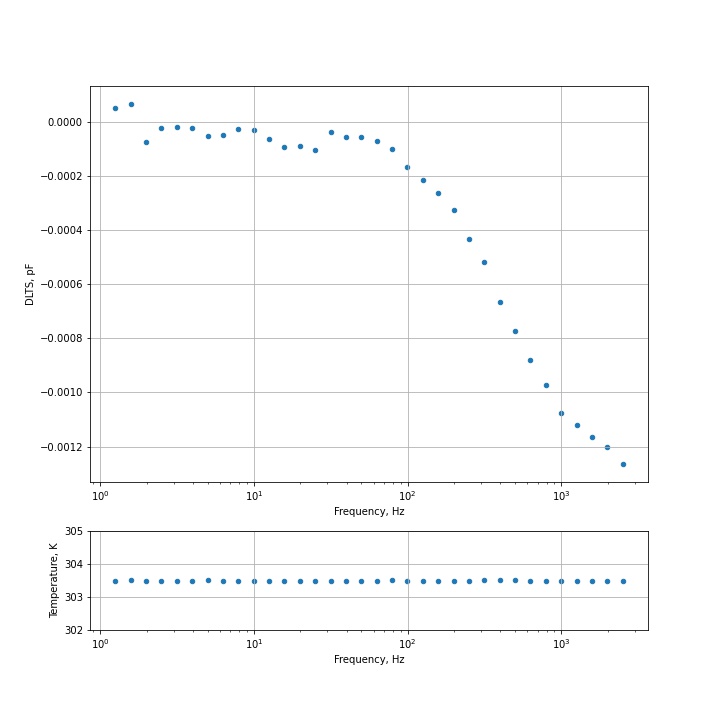 0.0000
−0.0002
−0.0004
−0.0006
−0.0008
−0.0010
−0.0012
DLTS, pF
10⁰ 10¹ 10² 10³
Frequency, Hz
305
304
303
302
Temperature, K
10⁰ 10¹ 10² 10³
Frequency, Hz